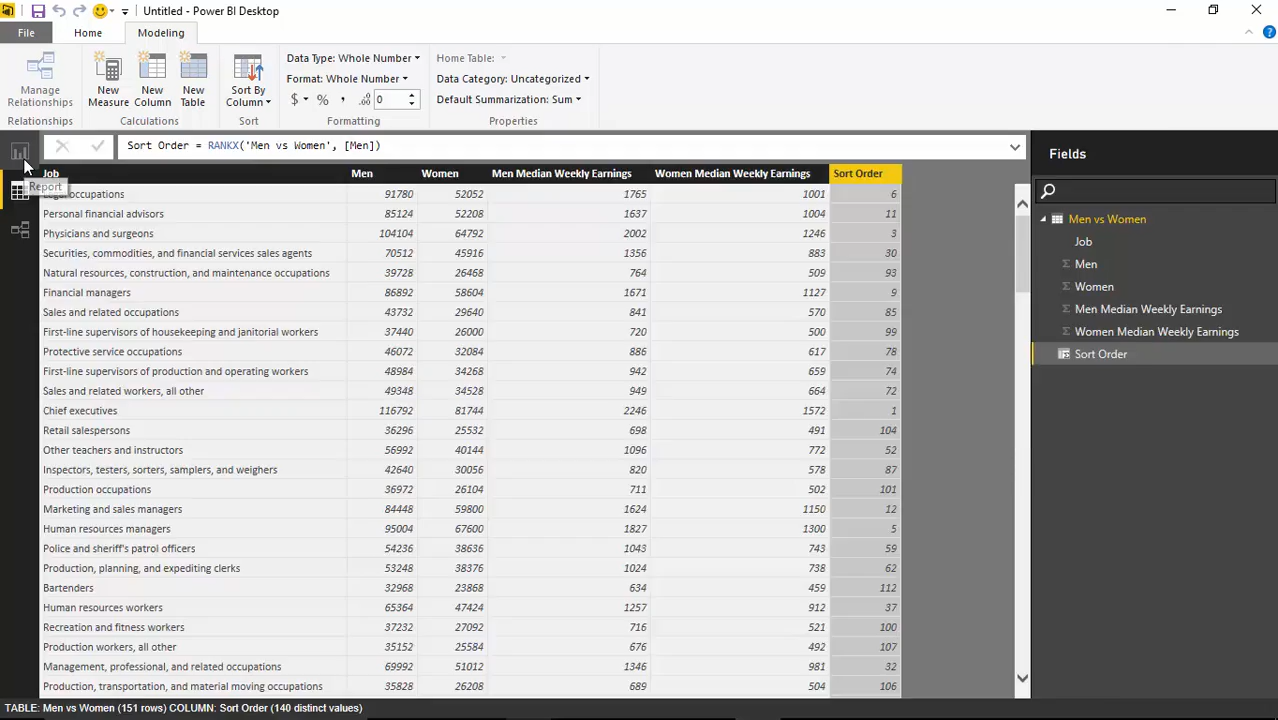 Untitled - Power BI Desktop
File
Home
Modeling
Manage Relationships
New Measure
New Column
New Table
Sort By Column
Data Type: Whole Number
Format: Whole Number
$ % , .00 0
Home Table:
Data Category: Uncategorized
Default Summarization: Sum
Relationships
Calculations
Sort
Formatting
Properties
Sort Order = RANKX('Men vs Women', [Men])
Report
Job Men Women Men Median Weekly Earnings Women Median Weekly Earnings Sort Order
Legal occupations 91780 52052 1765 1001 6
Personal financial advisors 85124 52208 1637 1004 11
Physicians and surgeons 104104 64792 2002 1246 3
Securities, commodities, and financial services sales agents 70512 45916 1356 883 30
Natural resources, construction, and maintenance occupations 39728 26468 764 509 93
Financial managers 86892 58604 1671 1127 9
Sales and related occupations 43732 29640 841 570 85
First-line supervisors of housekeeping and janitorial workers 37440 26000 720 500 99
Protective service occupations 46072 32084 886 617 78
First-line supervisors of production and operating workers 48984 34268 942 659 74
Sales and related workers, all other 49348 34528 949 664 72
Chief executives 116792 81744 2246 1572 1
Retail salespersons 36296 25532 698 491 104
Other teachers and instructors 56992 40144 1096 772 52
Inspectors, testers, sorters, samplers, and weighers 42640 30056 820 578 87
Production occupations 36972 26104 711 502 101
Marketing and sales managers 84448 59800 1624 1150 12
Human resources managers 95004 67600 1827 1300 5
Police and sheriff's patrol officers 54236 38636 1043 743 59
Production, planning, and expediting clerks 53248 38376 1024 738 62
Bartenders 32968 23868 634 459 112
Human resources workers 65364 47424 1257 912 37
Recreation and fitness workers 37232 27092 716 521 100
Production workers, all other 35152 25584 676 492 107
Management, professional, and related occupations 69992 51012 1346 981 32
Production, transportation, and material moving occupations 35828 26208 689 504 106
Fields
Men vs Women
Job
Men
Women
Men Median Weekly Earnings
Women Median Weekly Earnings
Sort Order
TABLE: Men vs Women (151 rows) COLUMN: Sort Order (140 distinct values)